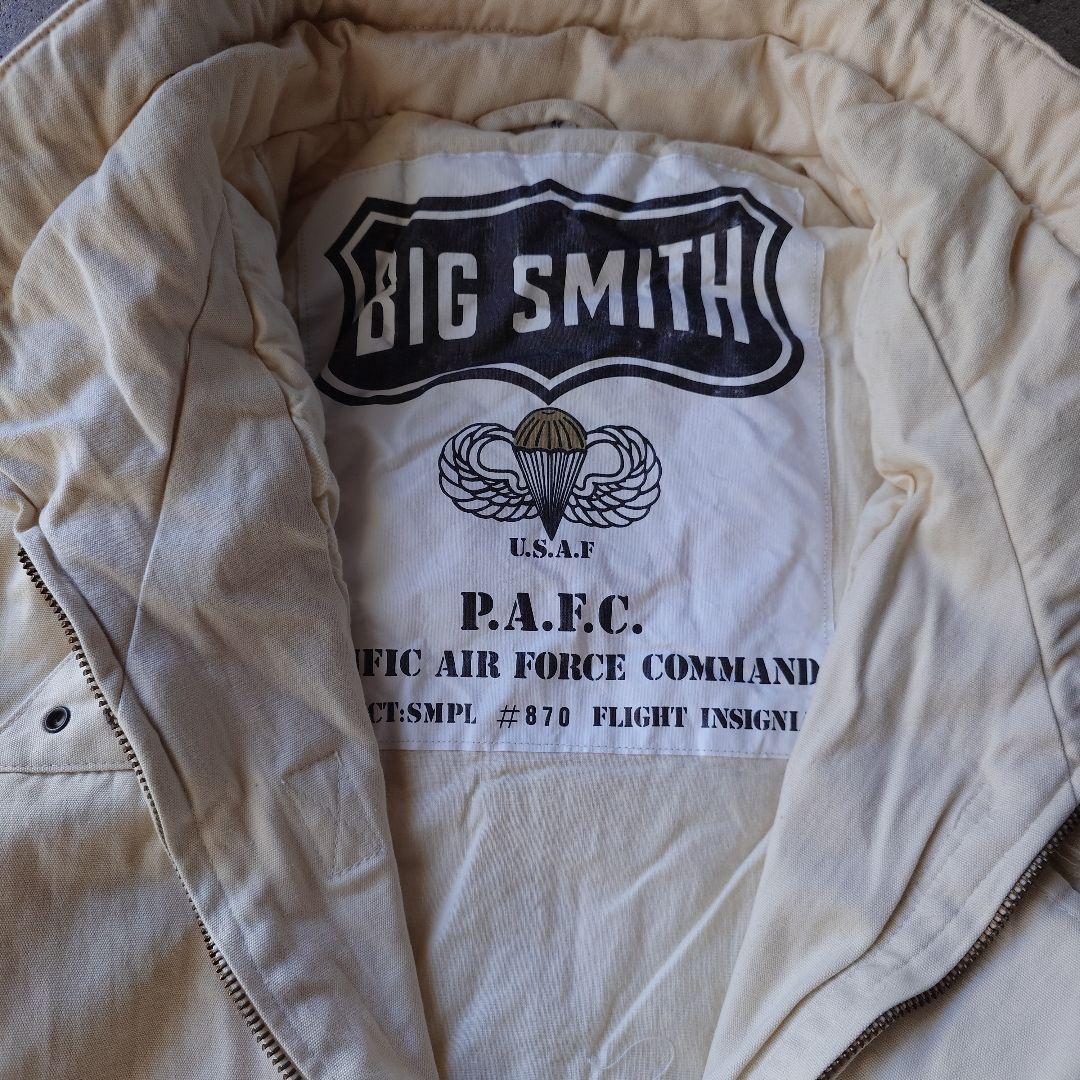 BIG SMITH
U.S.A.F
P.A.F.C.
IFIC AIR FORCE COMMAND
CT:SMPL #870 FLIGHT INSIGNI